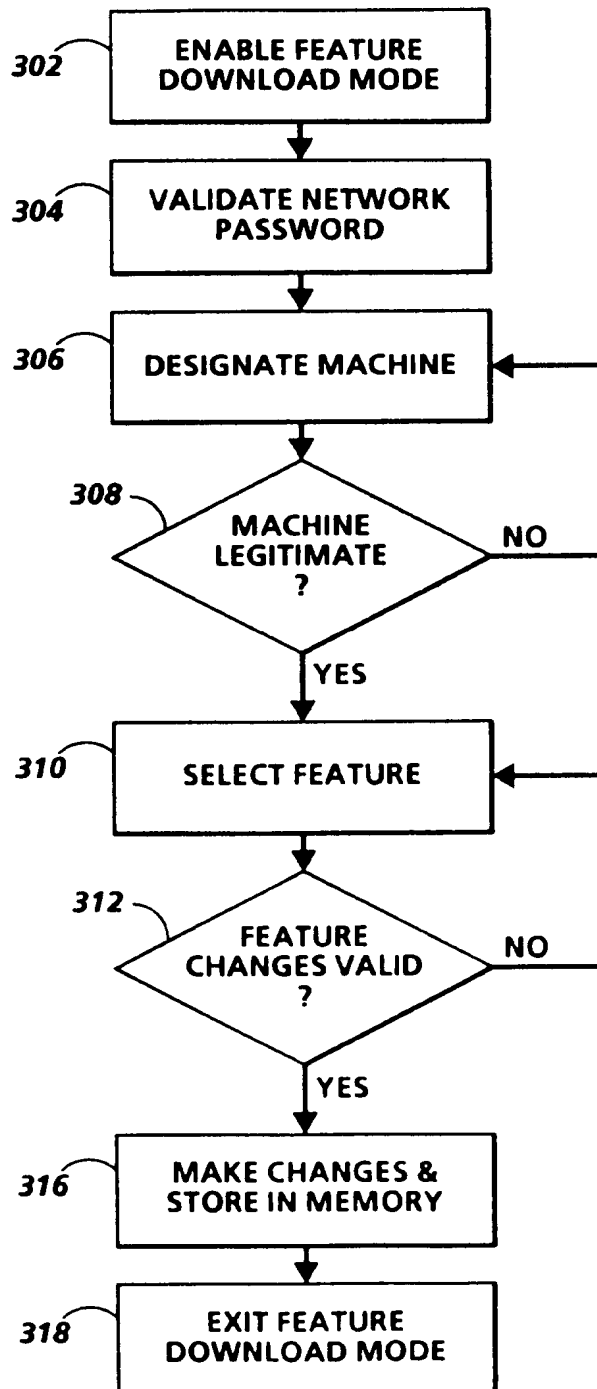 302
ENABLE FEATURE
DOWNLOAD MODE
304
VALIDATE NETWORK
PASSWORD
306
DESIGNATE MACHINE
308
MACHINE
LEGITIMATE
?
NO
YES
310
SELECT FEATURE
312
FEATURE
CHANGES VALID
?
NO
YES
316
MAKE CHANGES &
STORE IN MEMORY
318
EXIT FEATURE
DOWNLOAD MODE